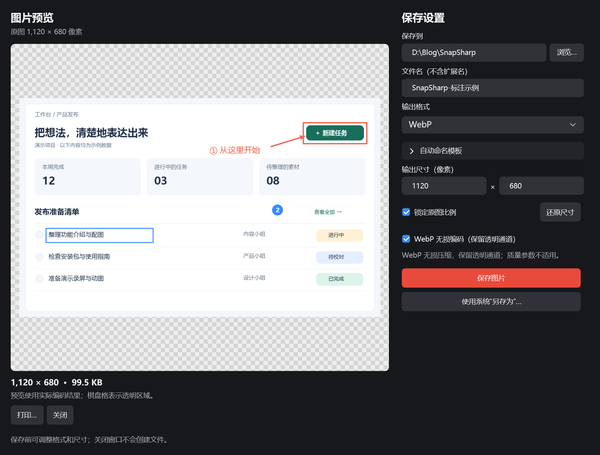 图片预览
原图 1,120 × 680 像素
工作台 / 产品发布
把想法，清楚地表达出来
演示项目 · 以下内容均为示例数据
+ 新建任务
① 从这里开始
本周完成
12
进行中的任务
03
待整理的素材
08
发布准备清单
2
查看全部 →
整理功能介绍与配图
内容小组
进行中
检查安装包与使用指南
产品小组
待校对
准备演示录屏与动图
设计小组
已完成
1,120 × 680 • 99.5 KB
预览使用实际编码结果；棋盘格表示透明区域。
打印...
关闭
保存前可调整格式和尺寸；关闭窗口不会创建文件。
保存设置
保存到
D:\Blog\SnapSharp
浏览...
文件名（不含扩展名）
SnapSharp-标注示例
输出格式
WebP
自动命名模板
输出尺寸（像素）
1120
×
680
锁定原图比例
还原尺寸
WebP 无损编码（保留透明通道）
WebP 无损压缩，保留透明通道；质量参数不适用。
保存图片
使用系统“另存为”...